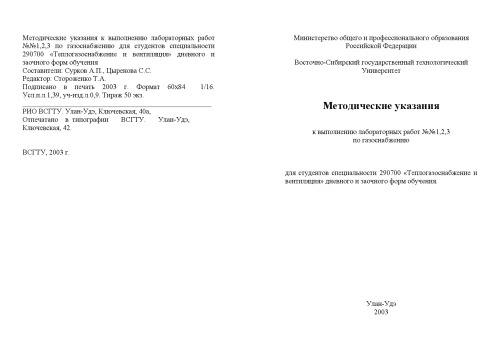 Методические указания к выполнению лабораторных работ
№№1,2,3 по газоснабжению для студентов специальности
290700 «Теплогазоснабжение и вентиляция» дневного и
заочного форм обучения
Составители: Сурков А.П., Цыренова С.С.
Редактор: Стороженко Т.А.
Подписано в печать 2003 г. Формат 60х84 1/16.
Усп.п.л.1,39, уч-изд.л.0,9. Тираж 50 экз.
РИО ВСГТУ. Улан-Удэ, Ключевская, 40а,
Отпечатано в типографии ВСГТУ. Улан-Удэ,
Ключевская, 42.
ВСГТУ, 2003 г.
Министерство общего и профессионального образования
Российской Федерации
Восточно-Сибирский государственный технологический
Университет
Методические указания
к выполнению лабораторных работ №№1,2,3
по газоснабжению
для студентов специальности 290700 «Теплогазоснабжение и
вентиляция» дневного и заочного форм обучения.
Улан-Удэ
2003